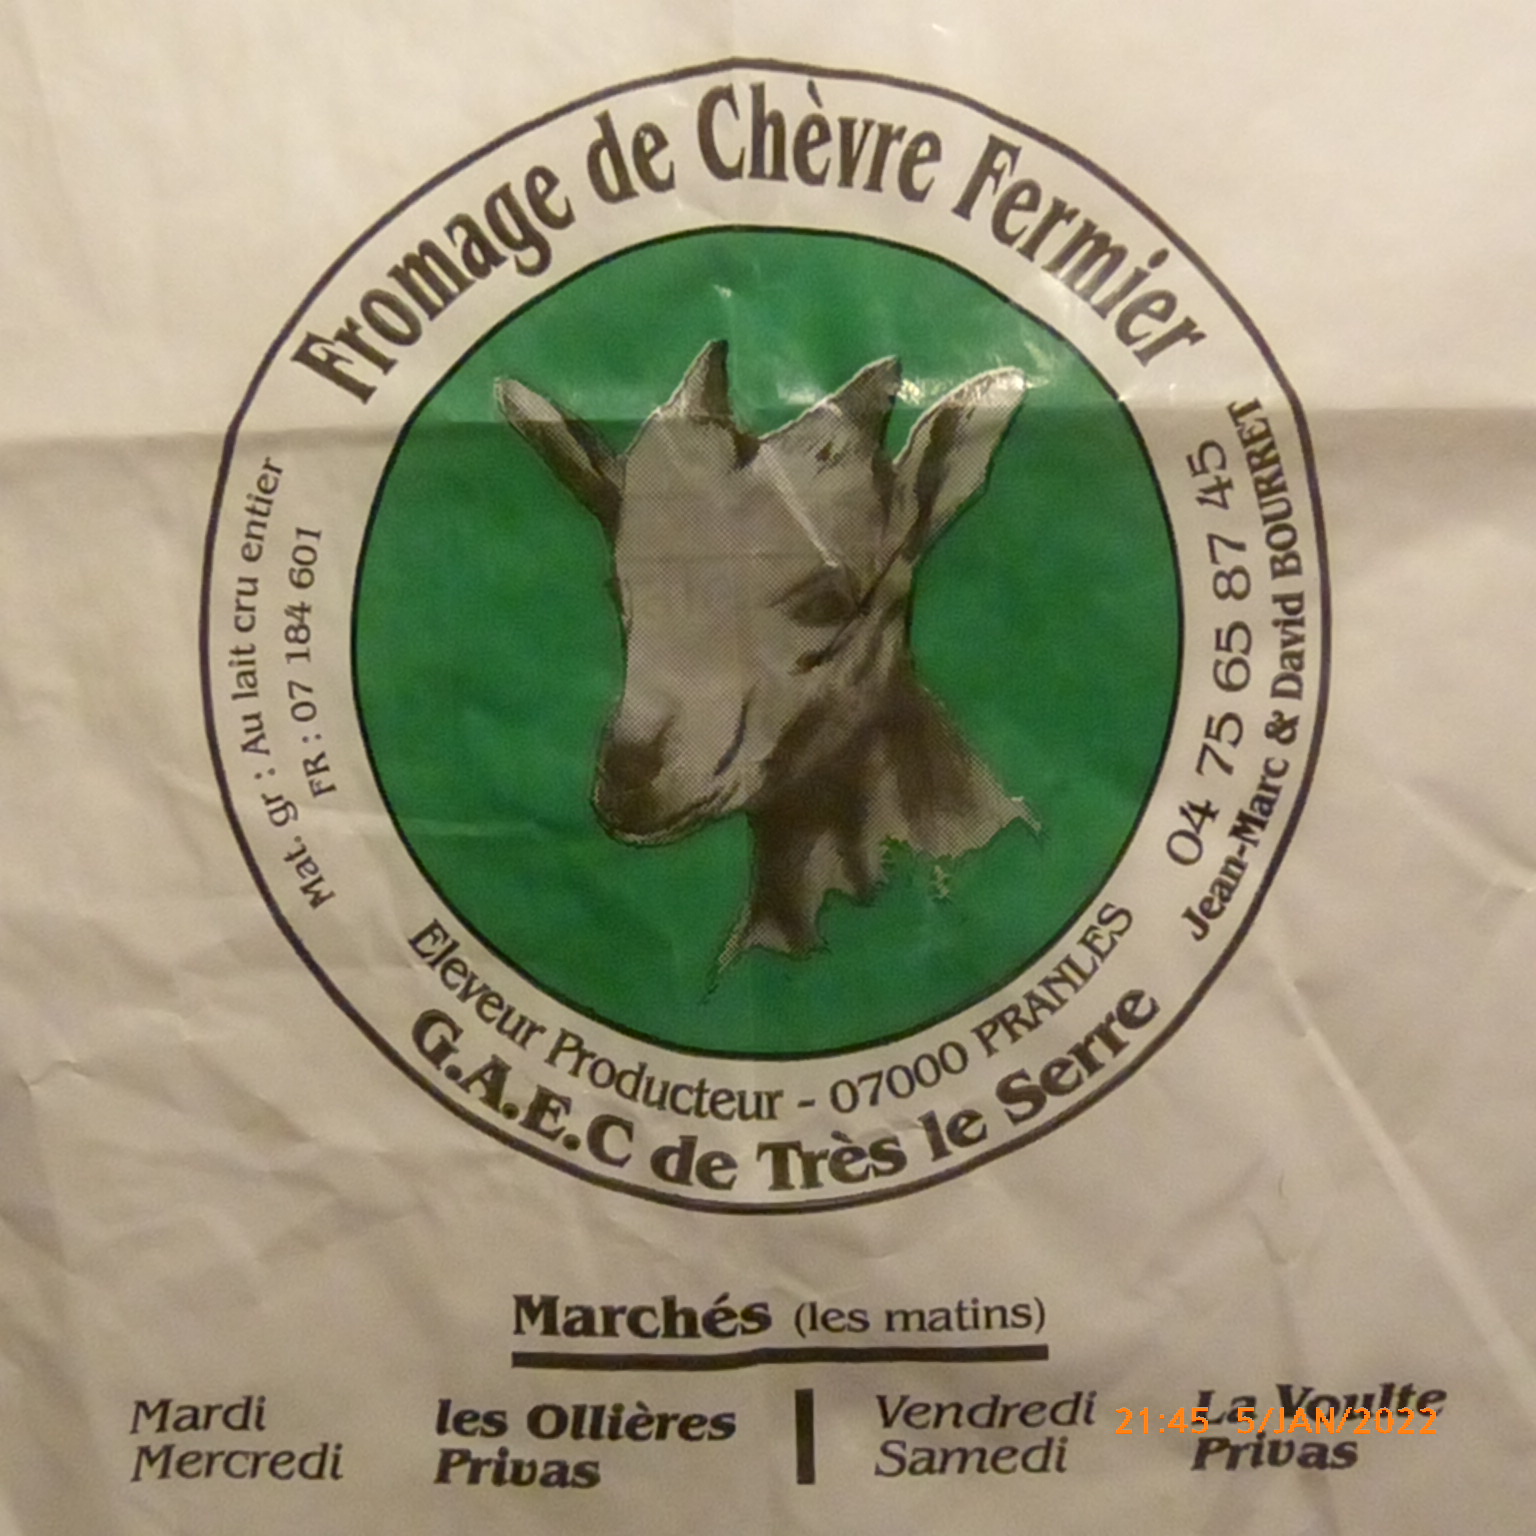 Fromage de Chèvre Fermier
Mat. gr : Au lait cru entier
FR : 07 184 601
04 75 65 87 45
Jean-Marc & David BOURRET
Eleveur Producteur - 07000 PRANLES
G.A.E.C de Très le Serre
Marchés (les matins)
Mardi les Ollières Vendredi La Voulte
Mercredi Privas Samedi Privas
21:45 5/JAN/2022